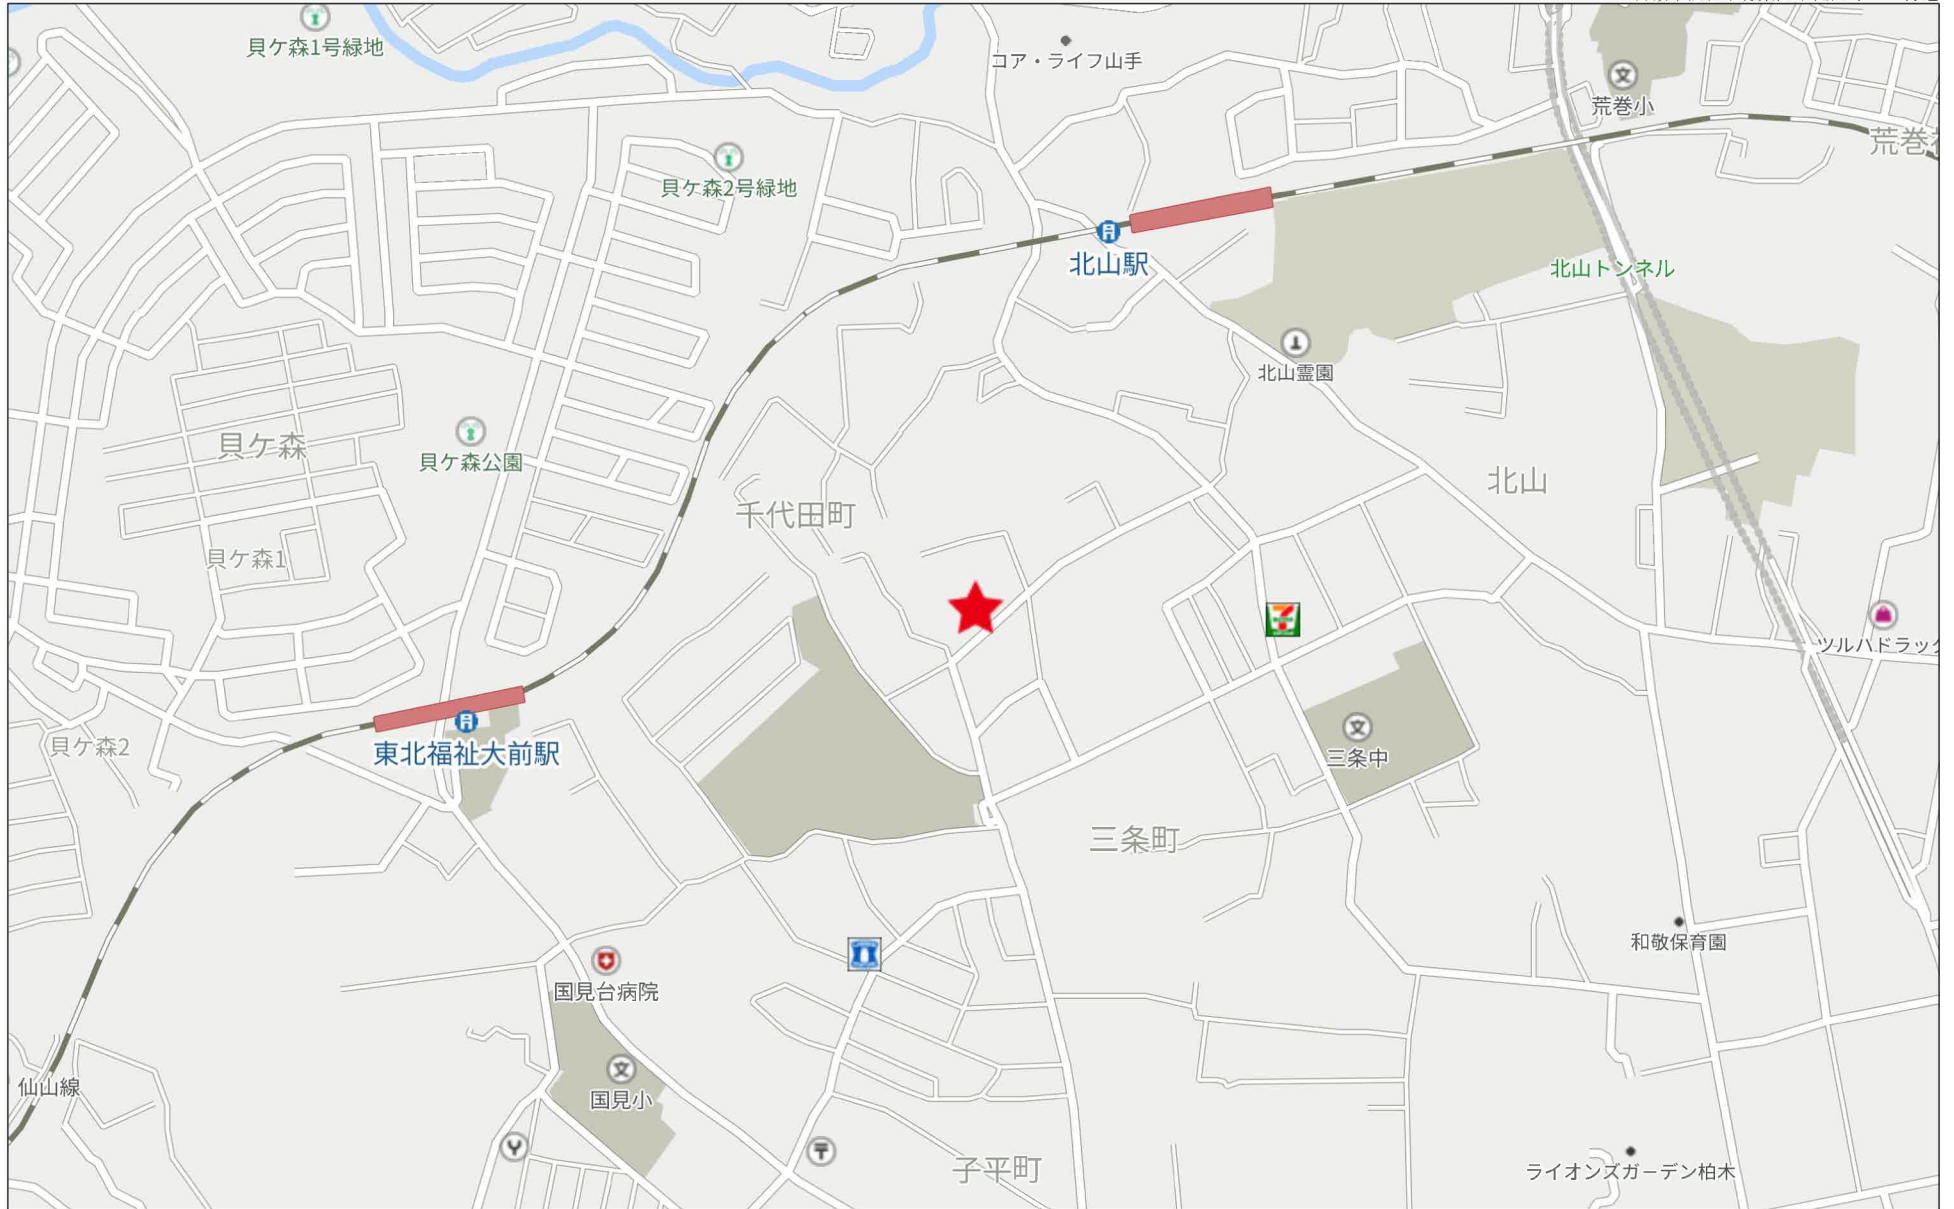 貝ケ森1号緑地
コア・ライフ山手
荒巻小
荒巻
貝ケ森2号緑地
北山駅
北山トンネル
北山霊園
貝ケ森
貝ケ森公園
北山
千代田町
貝ケ森1
ツルハドラッグ
貝ケ森2
東北福祉大前駅
三条中
三条町
和敬保育園
国見台病院
仙山線
国見小
子平町
ライオンズガーデン柏木